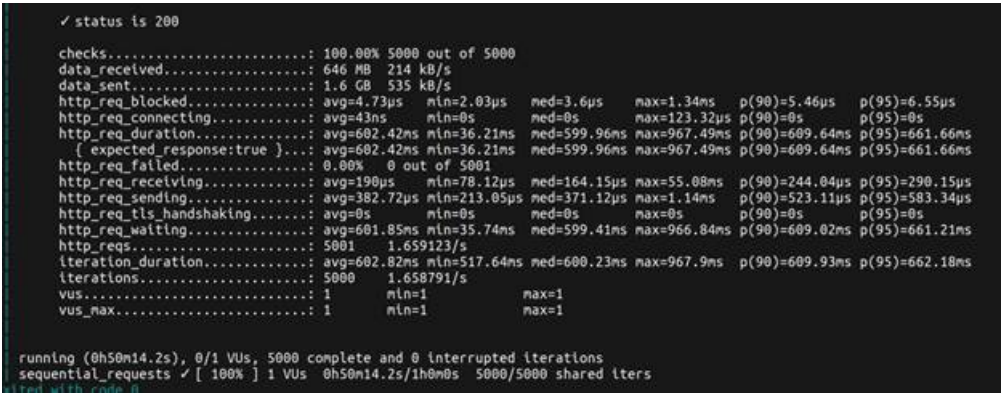 ✓ status is 200
checks.........................: 100.00% 5000 out of 5000
data_received..................: 646 MB 214 kB/s
data_sent......................: 1.6 GB 535 kB/s
http_req_blocked...............: avg=4.73µs min=2.03µs med=3.6µs max=1.34ms p(90)=5.46µs p(95)=6.55µs
http_req_connecting............: avg=43ns min=0s med=0s max=123.32µs p(90)=0s p(95)=0s
http_req_duration..............: avg=602.42ms min=36.21ms med=599.96ms max=967.49ms p(90)=609.64ms p(95)=661.66ms
{ expected_response:true }...: avg=602.42ms min=36.21ms med=599.96ms max=967.49ms p(90)=609.64ms p(95)=661.66ms
http_req_failed................: 0.00% 0 out of 5001
http_req_receiving.............: avg=190µs min=78.12µs med=164.15µs max=55.08ms p(90)=244.04µs p(95)=290.15µs
http_req_sending...............: avg=382.72µs min=213.05µs med=371.12µs max=1.14ms p(90)=523.11µs p(95)=583.34µs
http_req_tls_handshaking.......: avg=0s min=0s med=0s max=0s p(90)=0s p(95)=0s
http_req_waiting...............: avg=601.85ms min=35.74ms med=599.41ms max=966.84ms p(90)=609.02ms p(95)=661.21ms
http_reqs......................: 5001 1.659123/s
iteration_duration.............: avg=602.82ms min=517.64ms med=600.23ms max=967.9ms p(90)=609.93ms p(95)=662.18ms
iterations.....................: 5000 1.658791/s
vus............................: 1 min=1 max=1
vus_max........................: 1 min=1 max=1
running (0h50m14.2s), 0/1 VUs, 5000 complete and 0 interrupted iterations
sequential_requests ✓ [ 100% ] 1 VUs 0h50m14.2s/1h0m0s 5000/5000 shared iters
xited with code 0